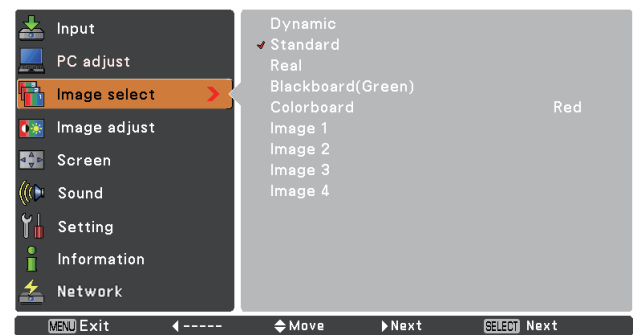 Input
PC adjust
Image select
Image adjust
Screen
Sound
Setting
Information
Network
Dynamic
Standard
Real
Blackboard(Green)
Colorboard Red
Image 1
Image 2
Image 3
Image 4
MENU Exit ◀----- Move ▶Next SELECT Next